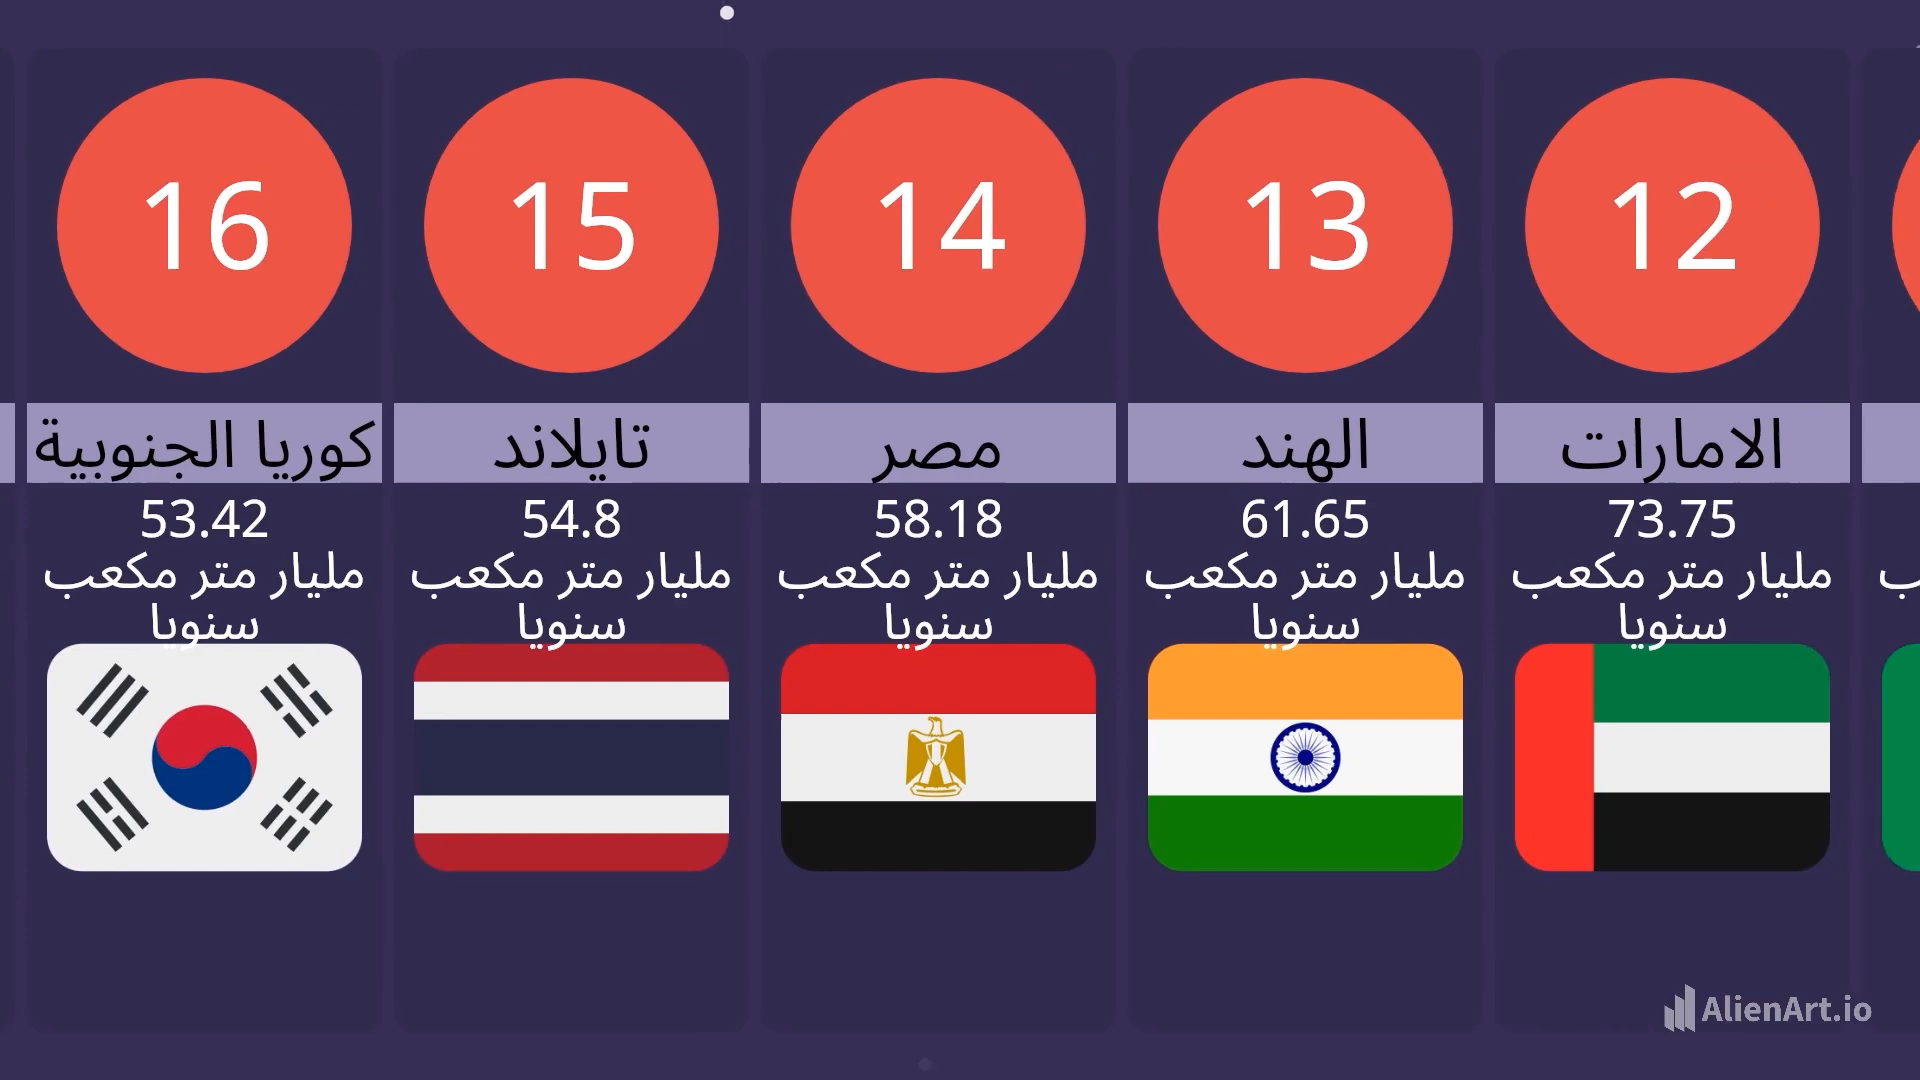 16
كوريا الجنوبية
53.42
مليار متر مكعب
سنويا
15
تايلاند
54.8
مليار متر مكعب
سنويا
14
مصر
58.18
مليار متر مكعب
سنويا
13
الهند
61.65
مليار متر مكعب
سنويا
12
الامارات
73.75
مليار متر مكعب
سنويا
AlienArt.io